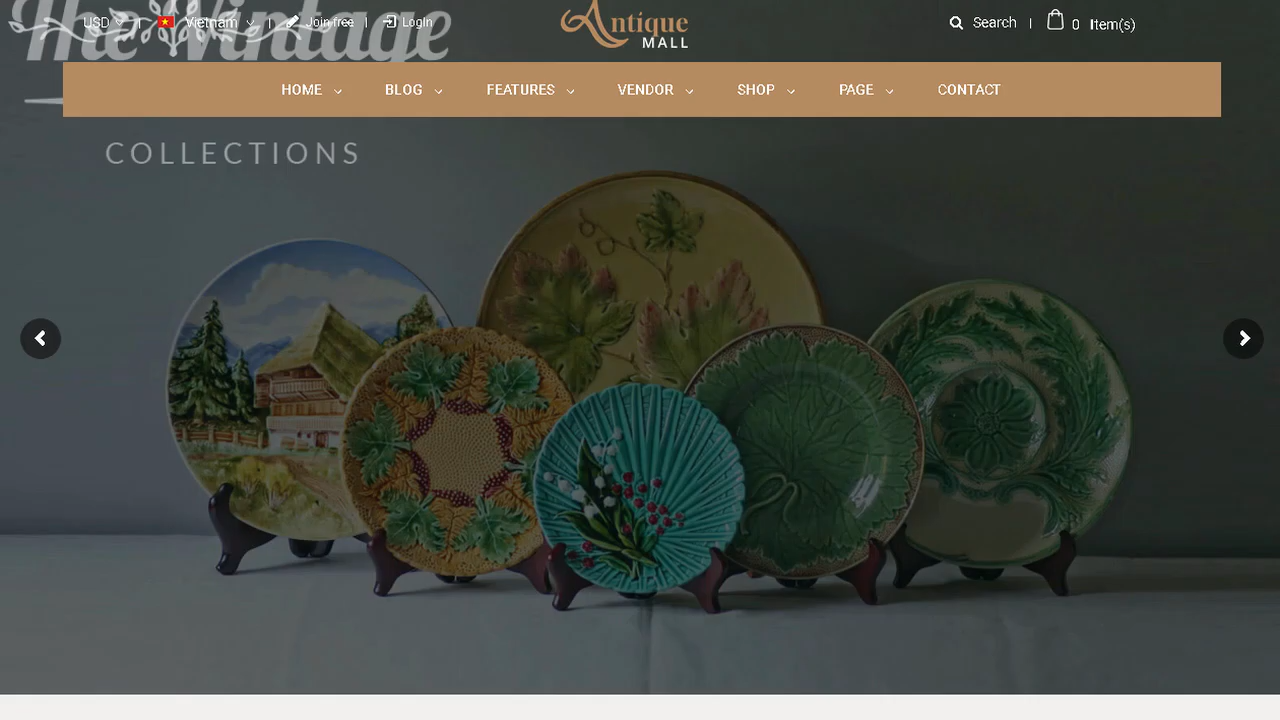 The Vintage
USD Vietnam Join free Login
Antique
MALL
Search 0 Item(s)
HOME BLOG FEATURES VENDOR SHOP PAGE CONTACT
COLLECTIONS